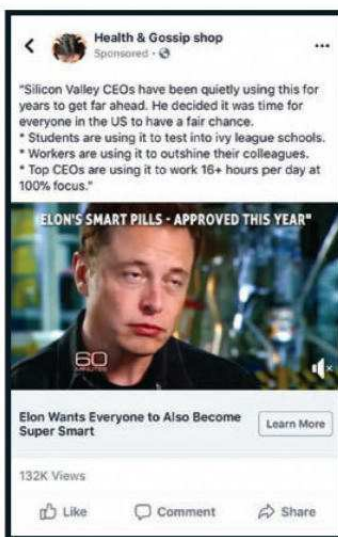 Health & Gossip shop
Sponsored ·
"Silicon Valley CEOs have been quietly using this for
years to get far ahead. He decided it was time for
everyone in the US to have a fair chance.
* Students are using it to test into ivy league schools.
* Workers are using it to outshine their colleagues.
* Top CEOs are using it to work 16+ hours per day at
100% focus."
"ELON'S SMART PILLS - APPROVED THIS YEAR"
60
MINUTES
Elon Wants Everyone to Also Become
Super Smart
Learn More
132K Views
Like Comment Share